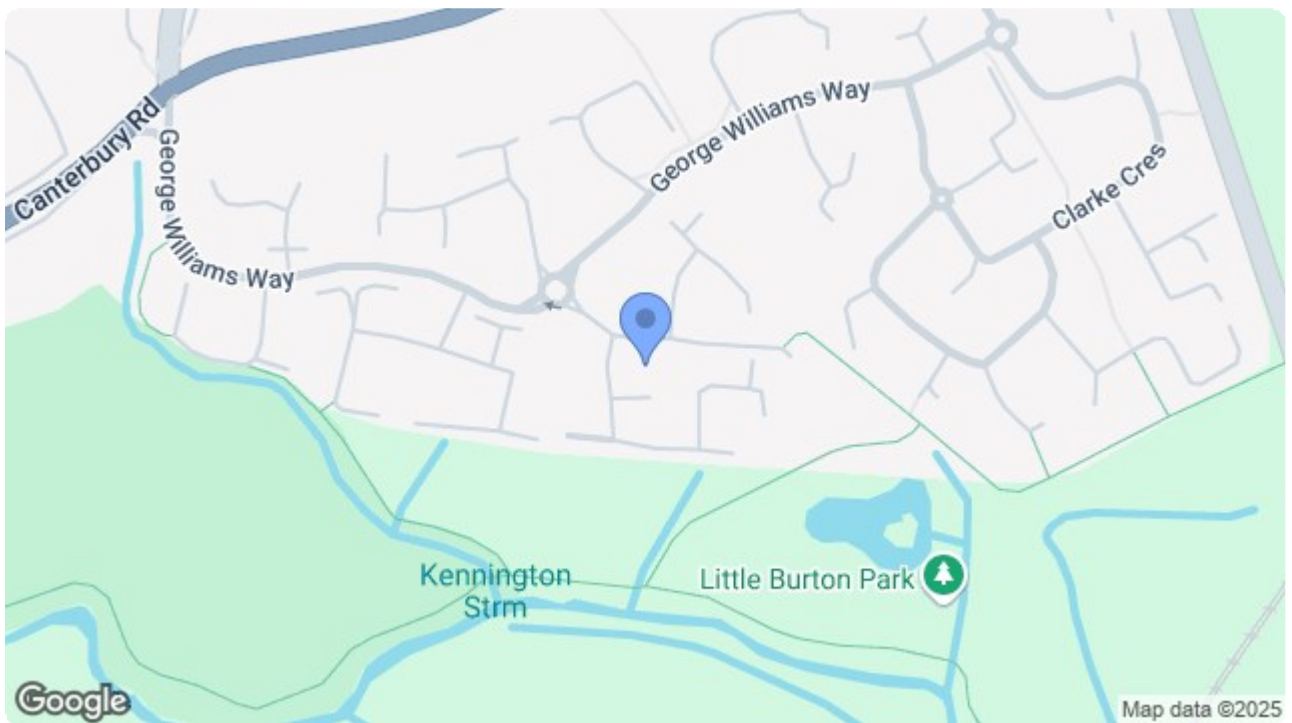 George Williams Way
Canterbury Rd
George Williams Way
Clarke Cres
Kennington
Strm
Little Burton Park
Google
Map data ©2025